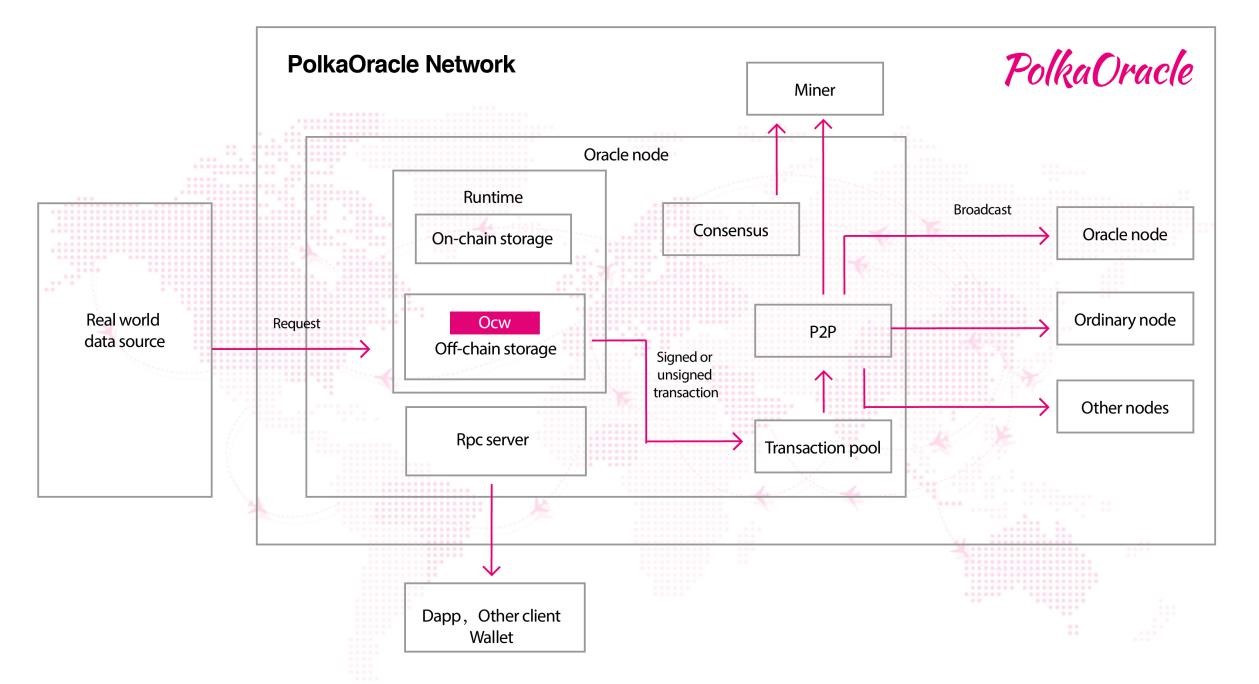 PolkaOracle Network
PolkaOracle
Miner
Oracle node
Runtime
On-chain storage
Consensus
Broadcast
Oracle node
Real world
data source
Request
Ocw
Off-chain storage
Signed or
unsigned
transaction
P2P
Ordinary node
Other nodes
Rpc server
Transaction pool
Dapp，Other client
Wallet